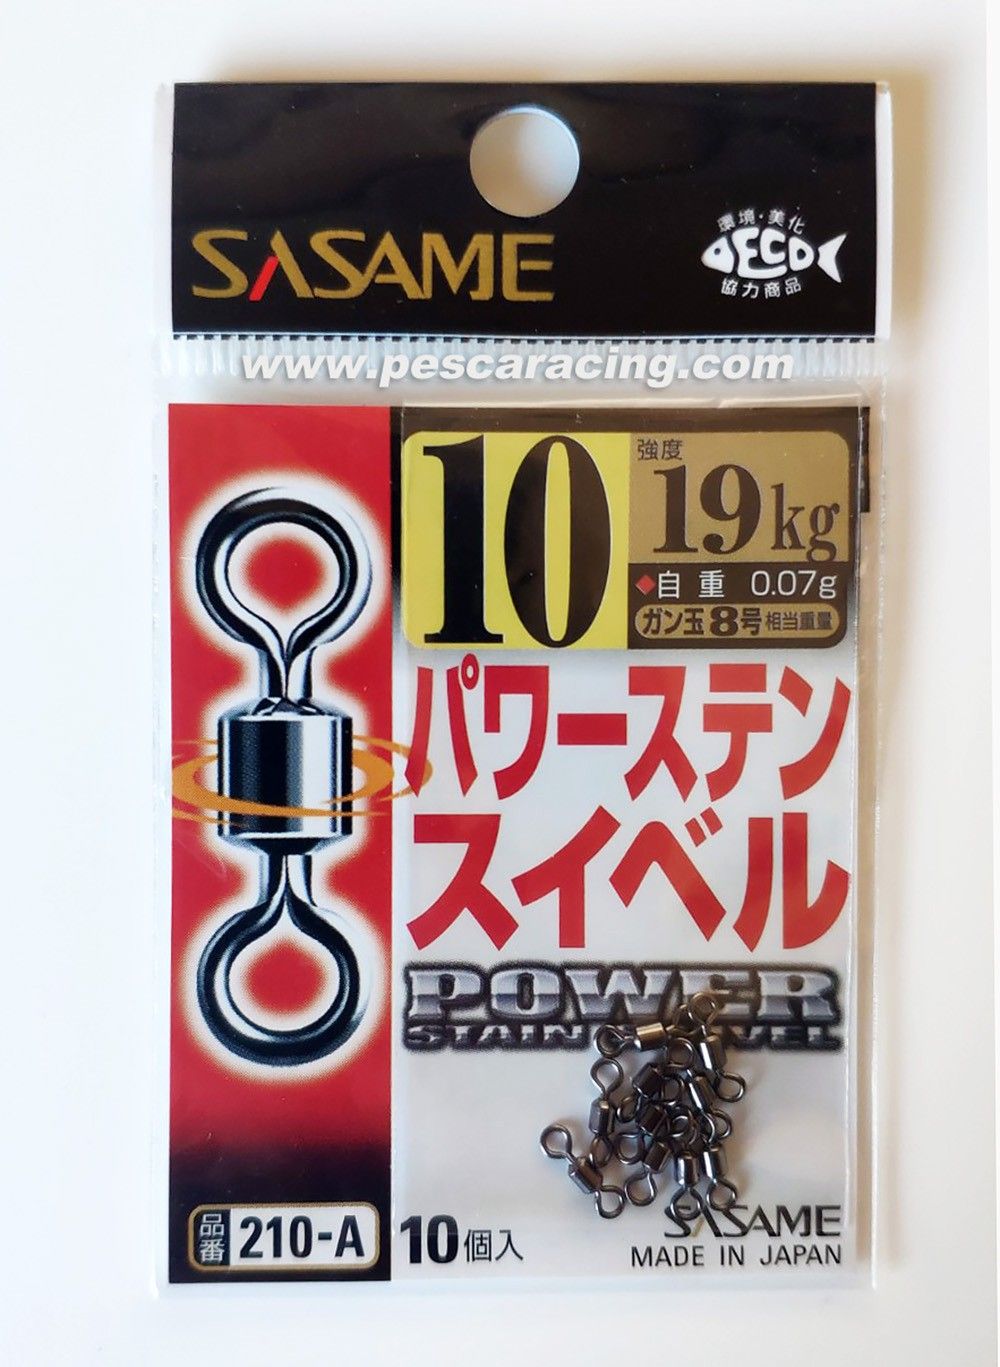 SASAME
環境・美化
DECO
協力商品
www.pescaracing.com
10
強度
19kg
◆自重 0.07g
ガン玉8号相当重量
パワーステン
スイベル
POWER
STAIN
品番 210-A
10個入
SASAME
MADE IN JAPAN